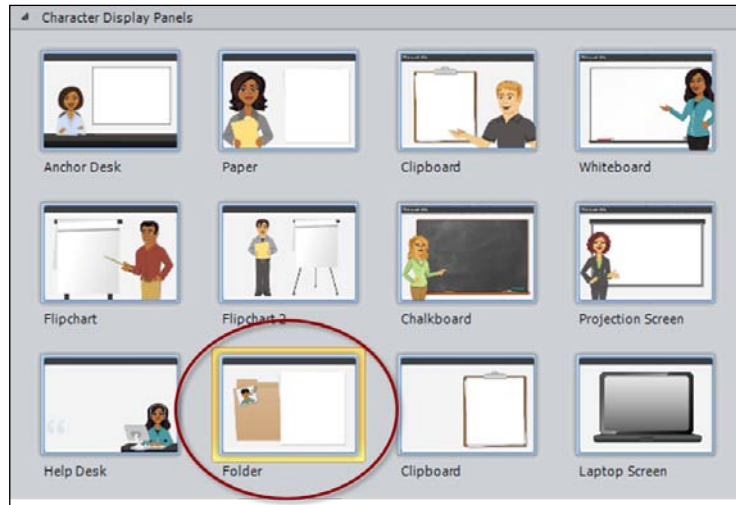 Character Display Panels
Anchor Desk
Paper
Clipboard
Whiteboard
Flipchart
Flipchart 2
Chalkboard
Projection Screen
Help Desk
Folder
Clipboard
Laptop Screen